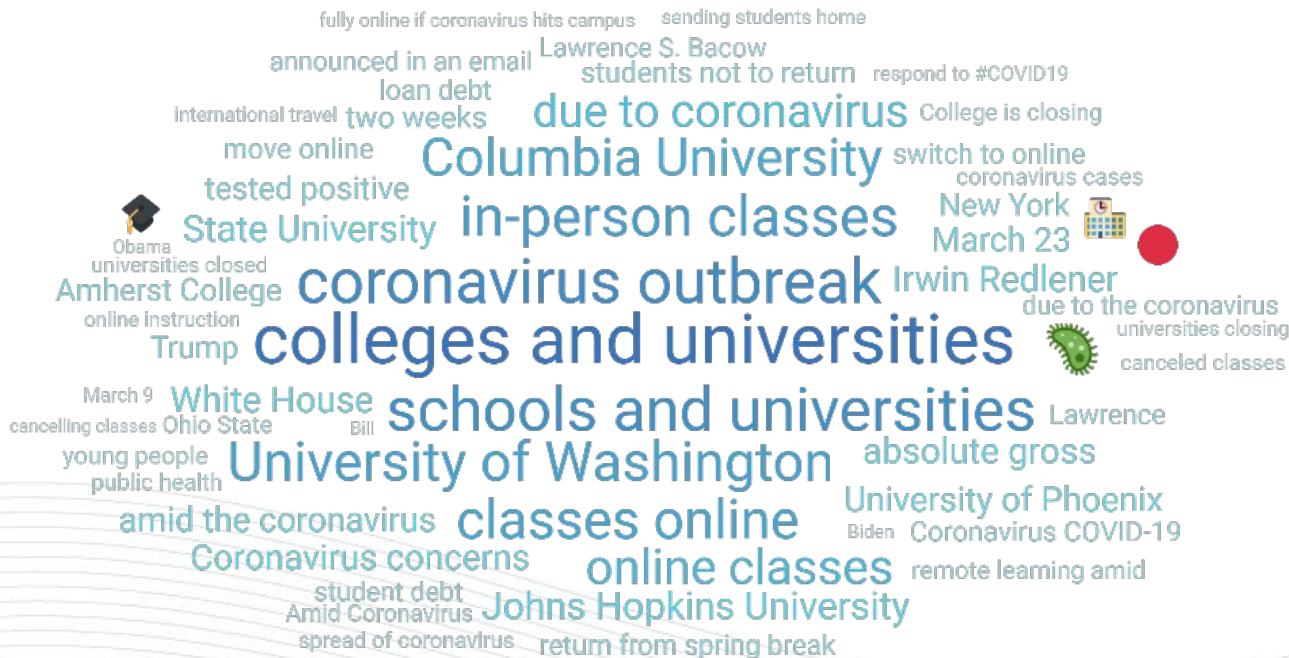 fully online if coronavirus hits campus
sending students home
Lawrence S. Bacow
announced in an email
students not to return
respond to #COVID19
loan debt
international travel
two weeks
due to coronavirus
College is closing
move online
Columbia University
switch to online
coronavirus cases
tested positive
in-person classes
New York
State University
March 23
Obama
universities closed
coronavirus outbreak
Irwin Redlener
Amherst College
due to the coronavirus
online instruction
colleges and universities
universities closing
Trump
canceled classes
March 9
White House
schools and universities
Lawrence
cancelling classes
Ohio State
Bill
young people
University of Washington
absolute gross
public health
University of Phoenix
amid the coronavirus
classes online
Biden
Coronavirus COVID-19
Coronavirus concerns
online classes
remote learning amid
student debt
Amid Coronavirus
Johns Hopkins University
spread of coronavirus
return from spring break